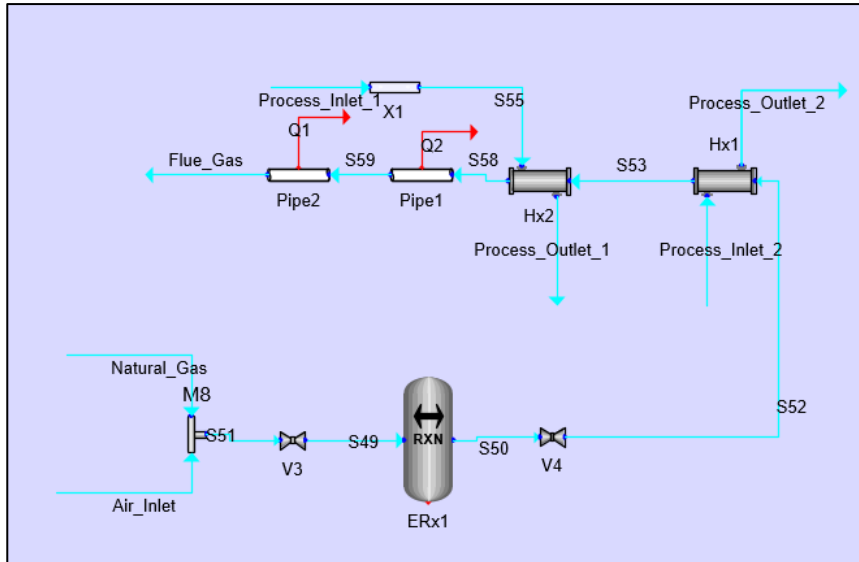 Process_Inlet_1
X1
S55
Process_Outlet_2
Q1
Q2
Hx1
Flue_Gas
S59
S58
S53
Pipe2
Pipe1
Hx2
Process_Outlet_1
Process_Inlet_2
Natural_Gas
M8
S51
S49
RXN
S50
S52
V3
V4
Air_Inlet
ERx1